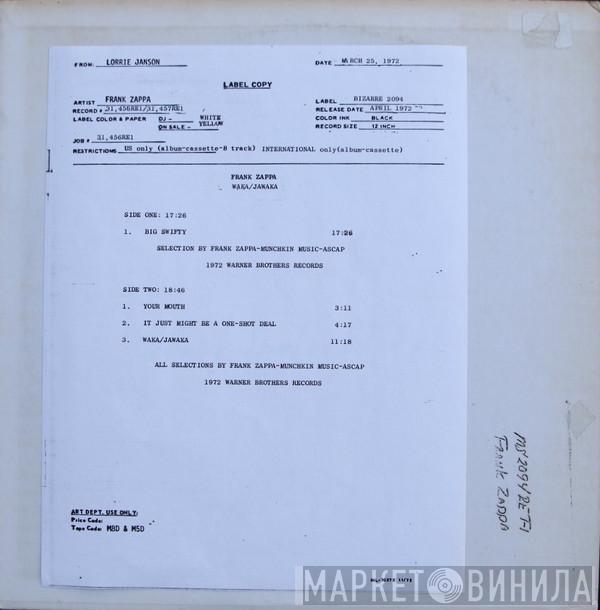 FROM: LORRIE JANSON
DATE MARCH 25, 1972
LABEL COPY
ARTIST FRANK ZAPPA
LABEL BIZARRE 2094
RECORD # 31,456RE1/31,457RE1
RELEASE DATE APRIL 1972
LABEL COLOR & PAPER DJ - WHITE
COLOR INK BLACK
ON SALE - YELLOW
RECORD SIZE 12 INCH
JOB # 31,456RE1
RESTRICTIONS US only (album-cassette-8 track) INTERNATIONAL only(album-cassette)
FRANK ZAPPA
WAKA/JAWAKA
SIDE ONE: 17:26
1. BIG SWIFTY 17:26
SELECTION BY FRANK ZAPPA-MUNCHKIN MUSIC-ASCAP
1972 WARNER BROTHERS RECORDS
SIDE TWO: 18:46
1. YOUR MOUTH 3:11
2. IT JUST MIGHT BE A ONE-SHOT DEAL 4:17
3. WAKA/JAWAKA 11:18
ALL SELECTIONS BY FRANK ZAPPA-MUNCHKIN MUSIC-ASCAP
1972 WARNER BROTHERS RECORDS
ART DEPT. USE ONLY:
Price Code:
Tape Code: M8D & M5D
MS 2094/BE T-1
FRANK ZAPPA
МАРКЕТ ВИНИЛА